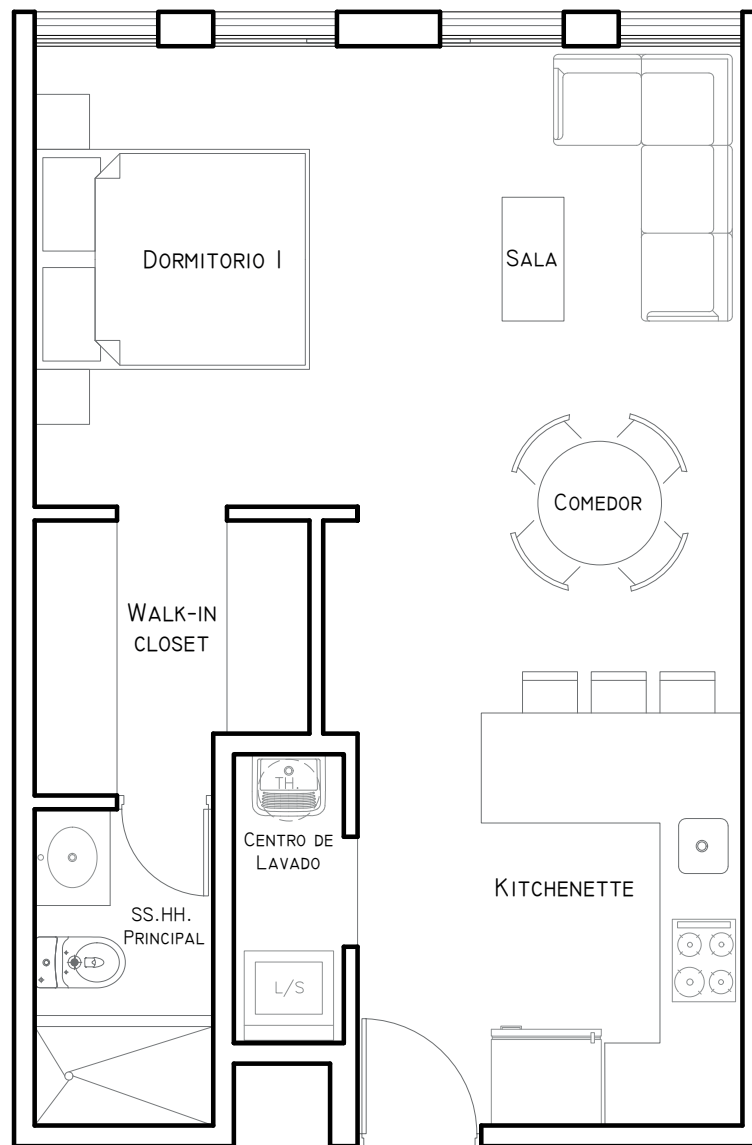 DORMITORIO I
SALA
COMEDOR
WALK-IN
CLOSET
TH.
CENTRO DE
LAVADO
KITCHENETTE
SS.HH.
PRINCIPAL
L/S